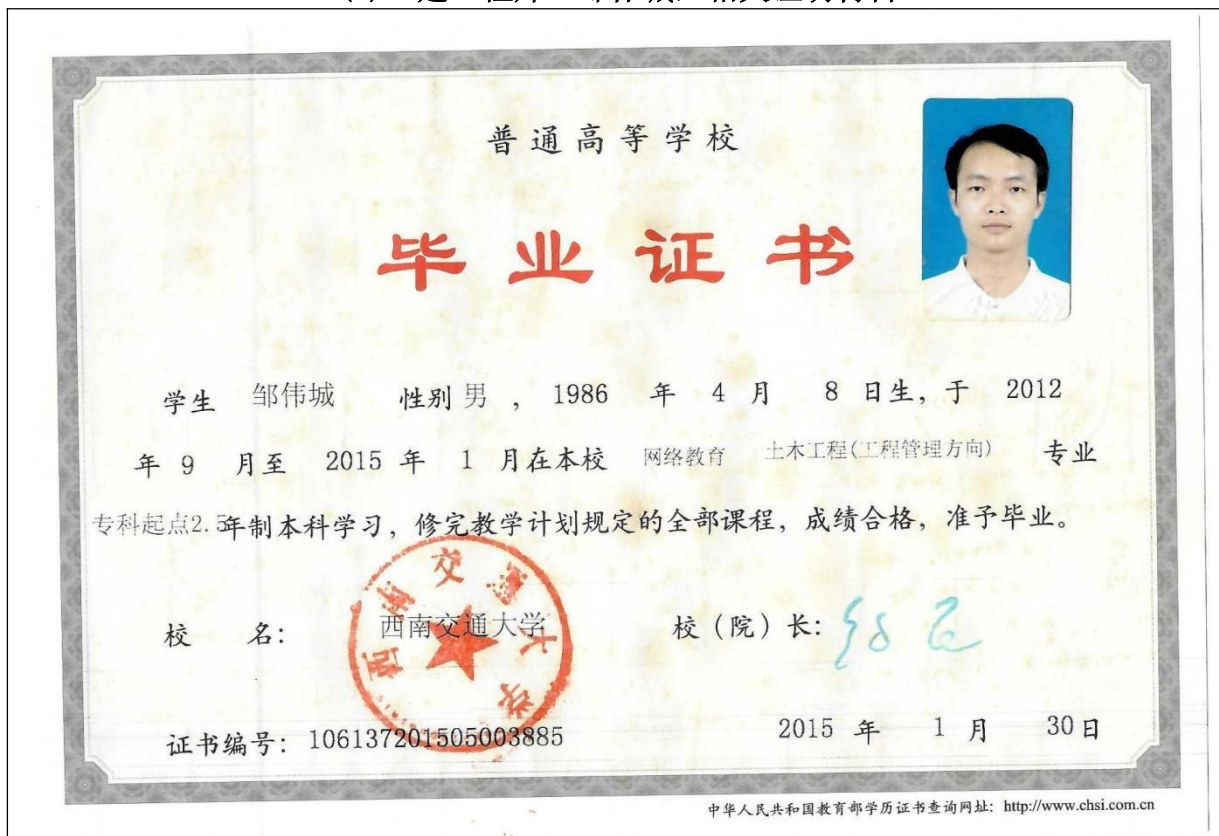 普通高等学校
毕业证书
学生 邹伟城 性别 男 , 1986 年 4 月 8 日生, 于 2012
年 9 月至 2015 年 1 月在本校 网络教育 土木工程(工程管理方向) 专业
专科起点2.5年制本科学习, 修完教学计划规定的全部课程, 成绩合格, 准予毕业。
校 名: 西南交通大学 校(院)长:
西南交通大学
证书编号: 106137201505003885 2015 年 1 月 30日
中华人民共和国教育部学历证书查询网址: http://www.chsi.com.cn